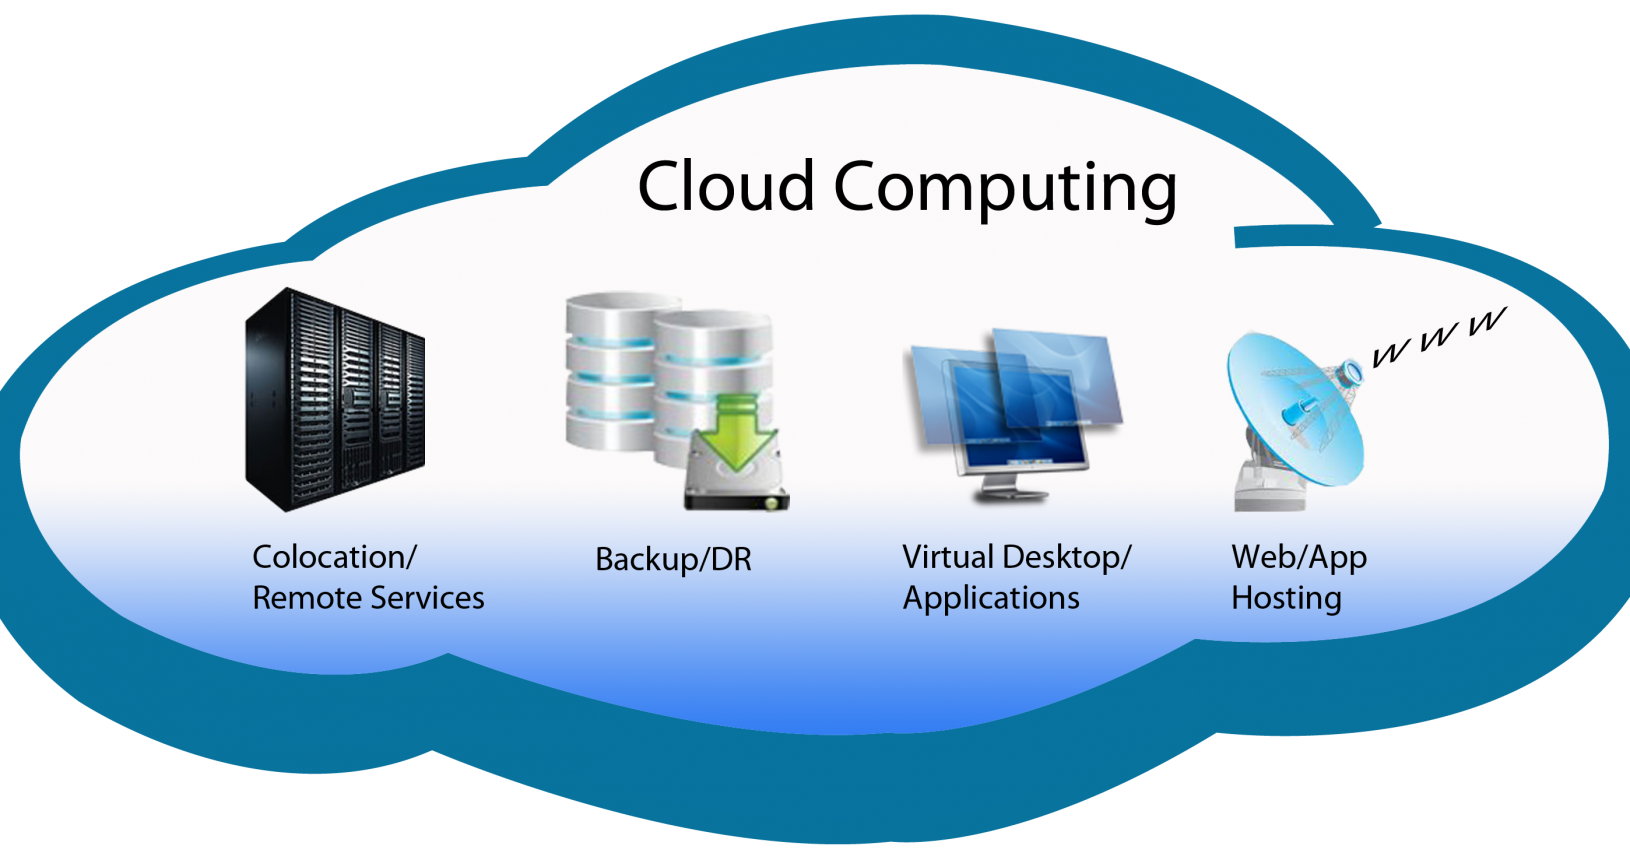 Cloud Computing
w w w
Colocation/
Remote Services
Backup/DR
Virtual Desktop/
Applications
Web/App
Hosting